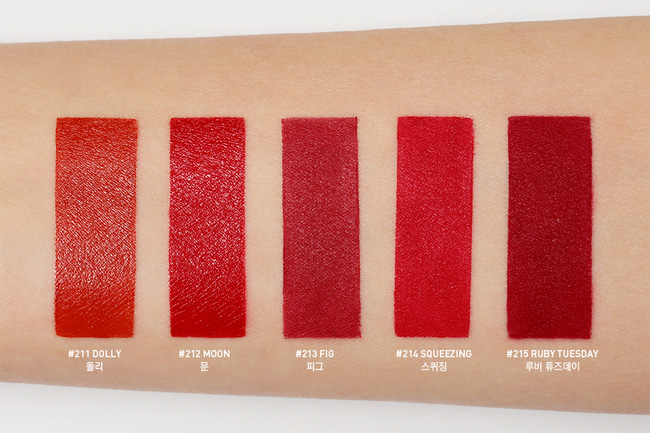 #211 DOLLY
돌리
#212 MOON
문
#213 FIG
피그
#214 SQUEEZING
스퀴징
#215 RUBY TUESDAY
루비 튜즈데이